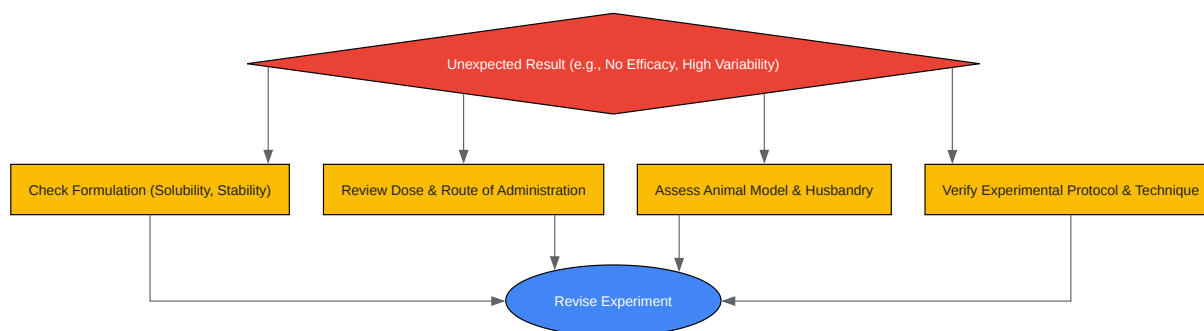 Unexpected Result (e.g., No Efficacy, High Variability)
Check Formulation (Solubility, Stability)
Review Dose & Route of Administration
Assess Animal Model & Husbandry
Verify Experimental Protocol & Technique
Revise Experiment